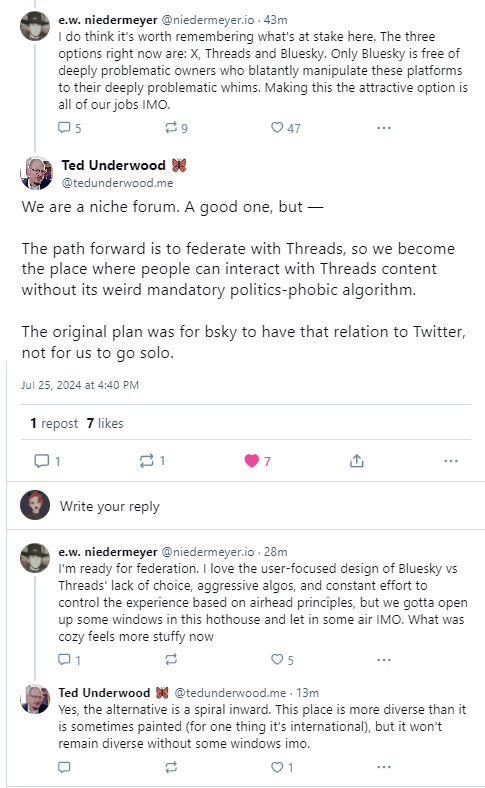 e.w. niedermeyer @niedermeyer.io · 43m
I do think it's worth remembering what's at stake here. The three
options right now are: X, Threads and Bluesky. Only Bluesky is free of
deeply problematic owners who blatantly manipulate these platforms
to their deeply problematic whims. Making this the attractive option is
all of our jobs IMO.
5 9 47 ...
Ted Underwood 🦋
@tedunderwood.me
We are a niche forum. A good one, but —
The path forward is to federate with Threads, so we become
the place where people can interact with Threads content
without its weird mandatory politics-phobic algorithm.
The original plan was for bsky to have that relation to Twitter,
not for us to go solo.
Jul 25, 2024 at 4:40 PM
1 repost 7 likes
1 1 7 ...
Write your reply
e.w. niedermeyer @niedermeyer.io · 28m
I'm ready for federation. I love the user-focused design of Bluesky vs
Threads' lack of choice, aggressive algos, and constant effort to
control the experience based on airhead principles, but we gotta open
up some windows in this hothouse and let in some air IMO. What was
cozy feels more stuffy now
1 5 ...
Ted Underwood 🦋 @tedunderwood.me · 13m
Yes, the alternative is a spiral inward. This place is more diverse than it
is sometimes painted (for one thing it's international), but it won't
remain diverse without some windows imo.
1 ...